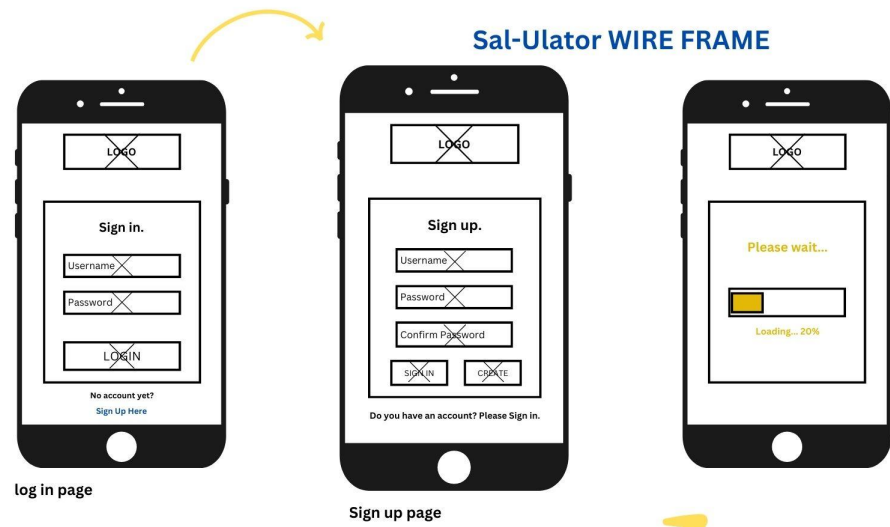 Sal-Ulator WIRE FRAME
LOGO
Sign in.
Username
Password
LOGIN
No account yet?
Sign Up Here
log in page
LOGO
Sign up.
Username
Password
Confirm Password
SIGN IN
CREATE
Do you have an account? Please Sign in.
Sign up page
LOGO
Please wait...
Loading... 20%